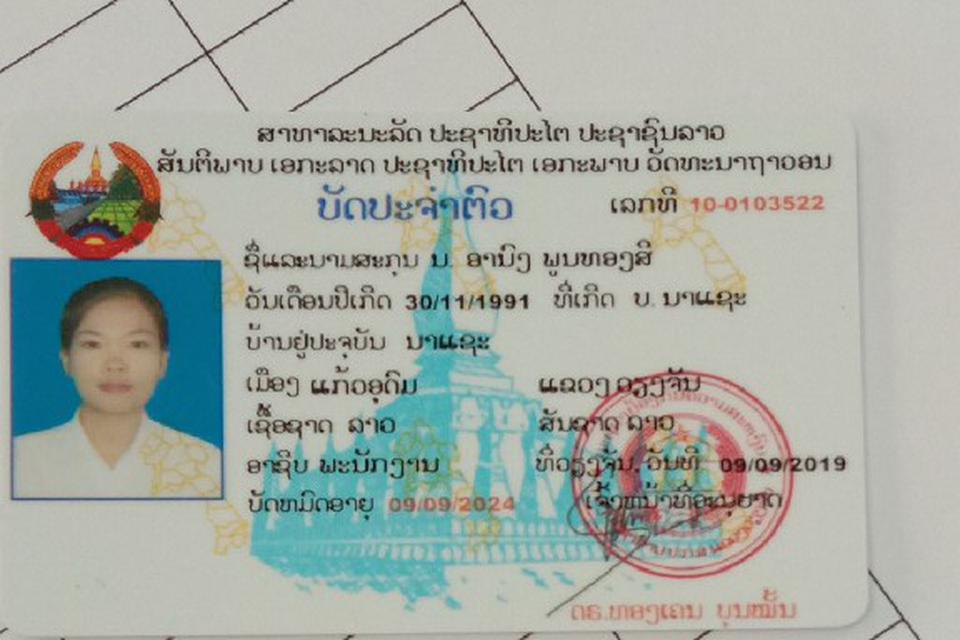 ສາທາລະນະລັດ ປະຊາທິປະໄຕ ປະຊາຊົນລາວ
ສັນຕິພາບ ເອກະລາດ ປະຊາທິປະໄຕ ເອກະພາບ ວັດທະນາຖາວອນ
ບັດປະຈຳຕົວ ເລກທີ 10-0103522
ຊື່ແລະນາມສະກຸນ ນ. ອານົງ ພູນທອງສີ
ວັນເດືອນປີເກີດ 30/11/1991 ທີ່ເກີດ ບ. ນາແຊະ
ບ້ານຢູ່ປະຈຸບັນ ນາແຊະ
ເມືອງ ແກ້ວອຸດົມ ແຂວງ ວຽງຈັນ
ເຊື້ອຊາດ ລາວ ສັນຊາດ ລາວ
ອາຊິບ ພະນັກງານ ທີ່ວຽງຈັນ, ວັນທີ 09/09/2019
ບັດຫມົດອາຍຸ 09/09/2024 ເຈົ້າຫນ້າທີ່ອະນຸຍາດ
ດຣ.ທອງເຄນ ບຸນໝັ້ນ